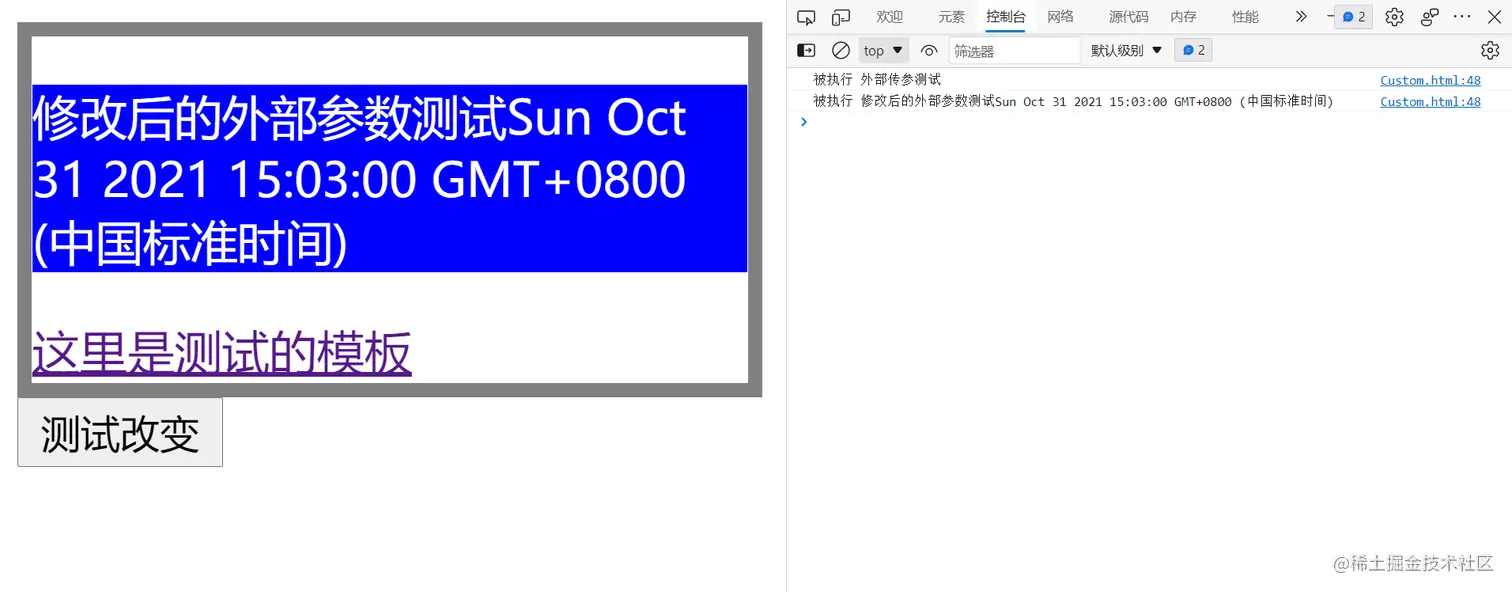 修改后的外部参数测试Sun Oct
31 2021 15:03:00 GMT+0800
(中国标准时间)
这里是测试的模板
测试改变
欢迎 元素 控制台 网络 源代码 内存 性能 2
top 筛选器 默认级别 2
被执行 外部传参测试 Custom.html:48
被执行 修改后的外部参数测试Sun Oct 31 2021 15:03:00 GMT+0800 (中国标准时间) Custom.html:48
@稀土掘金技术社区